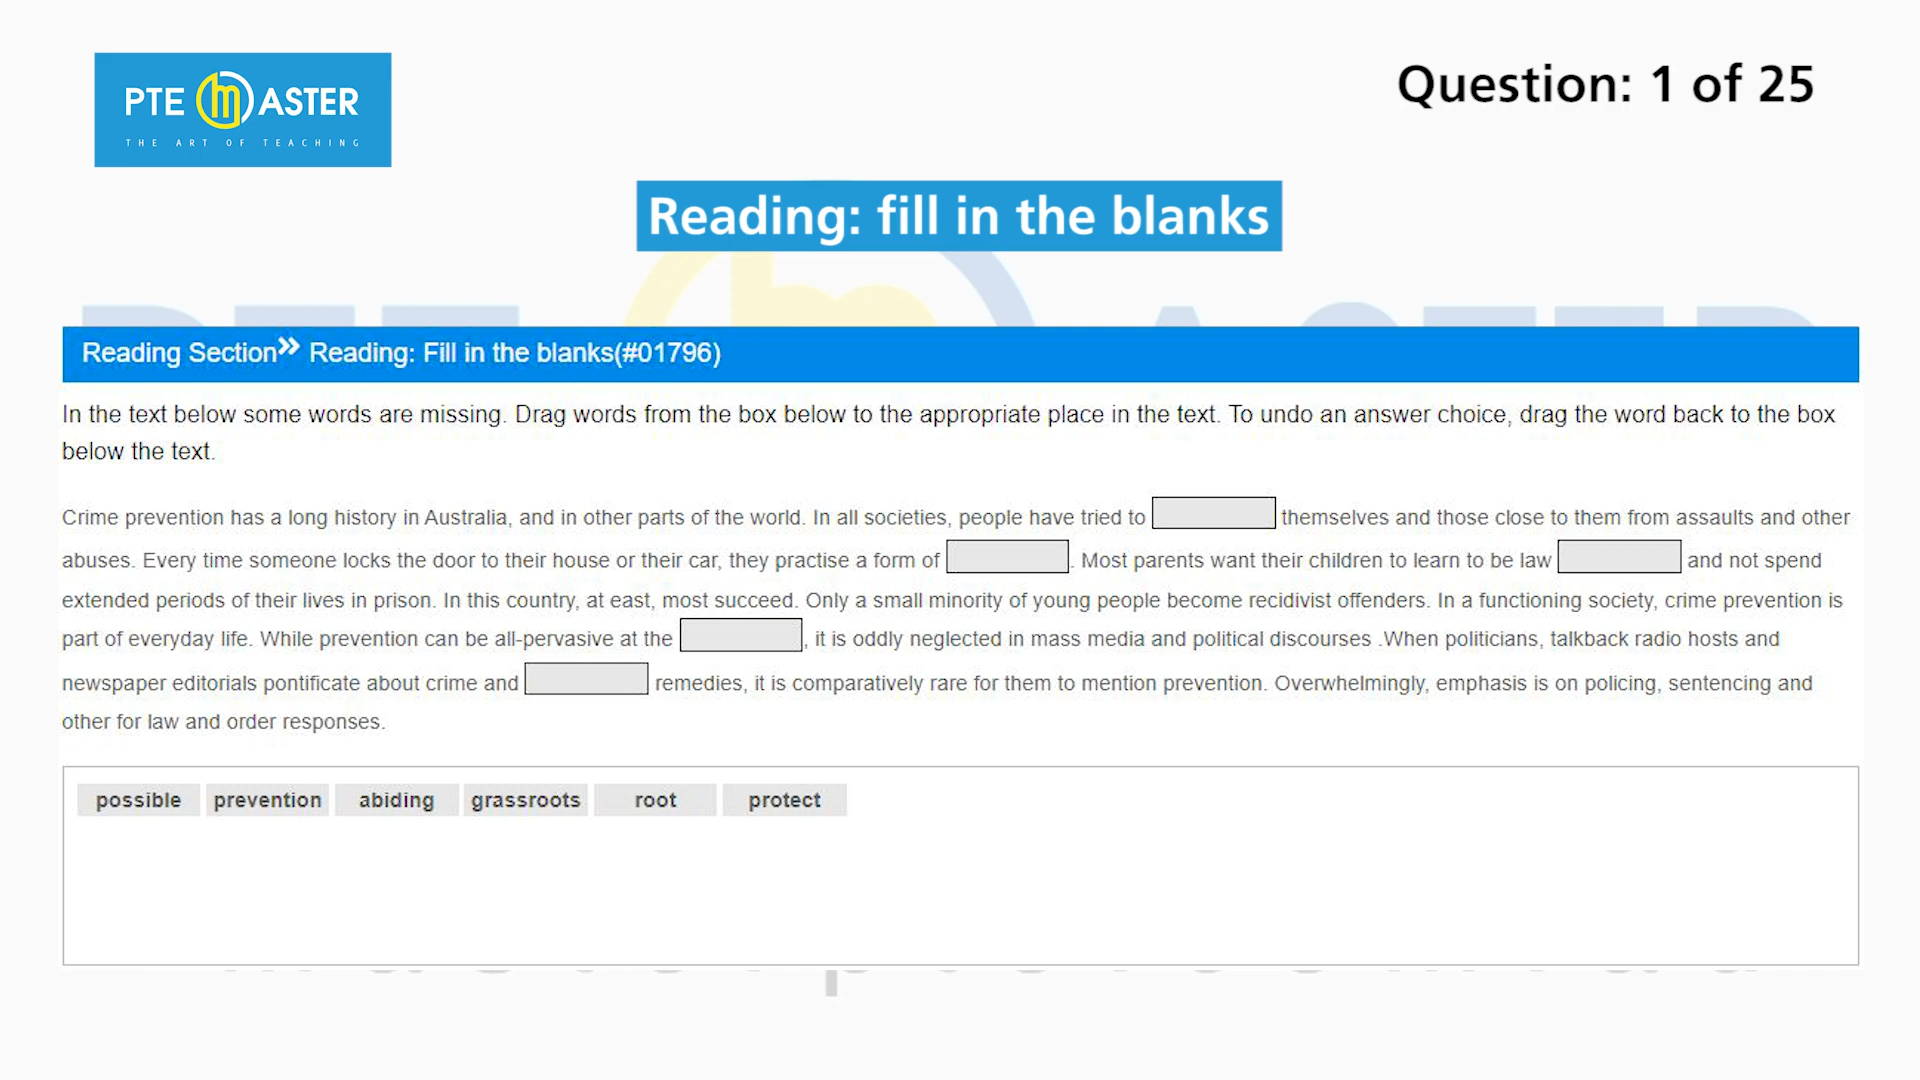 PTE MASTER
THE ART OF TEACHING
Question: 1 of 25
Reading: fill in the blanks
Reading Section» Reading: Fill in the blanks(#01796)
In the text below some words are missing. Drag words from the box below to the appropriate place in the text. To undo an answer choice, drag the word back to the box
below the text.
Crime prevention has a long history in Australia, and in other parts of the world. In all societies, people have tried to themselves and those close to them from assaults and other
abuses. Every time someone locks the door to their house or their car, they practise a form of . Most parents want their children to learn to be law and not spend
extended periods of their lives in prison. In this country, at east, most succeed. Only a small minority of young people become recidivist offenders. In a functioning society, crime prevention is
part of everyday life. While prevention can be all-pervasive at the , it is oddly neglected in mass media and political discourses .When politicians, talkback radio hosts and
newspaper editorials pontificate about crime and remedies, it is comparatively rare for them to mention prevention. Overwhelmingly, emphasis is on policing, sentencing and
other for law and order responses.
possible prevention abiding grassroots root protect